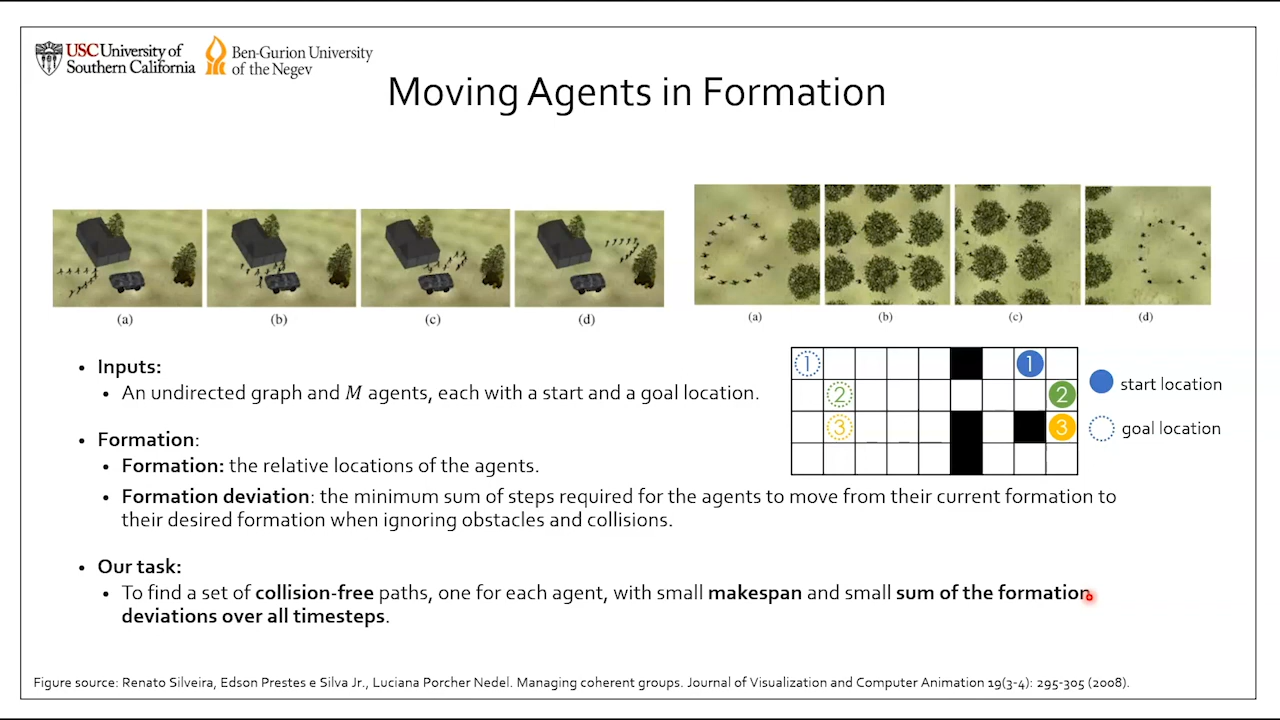 USC University of
Southern California
Ben-Gurion University
of the Negev
Moving Agents in Formation
(a) (b) (c) (d)
(a) (b) (c) (d)
• Inputs:
• An undirected graph and M agents, each with a start and a goal location.
1 1
2 2
3 3
start location
goal location
• Formation:
• Formation: the relative locations of the agents.
• Formation deviation: the minimum sum of steps required for the agents to move from their current formation to
their desired formation when ignoring obstacles and collisions.
• Our task:
• To find a set of collision-free paths, one for each agent, with small makespan and small sum of the formation
deviations over all timesteps.
Figure source: Renato Silveira, Edson Prestes e Silva Jr., Luciana Porcher Nedel. Managing coherent groups. Journal of Visualization and Computer Animation 19(3-4): 295-305 (2008).